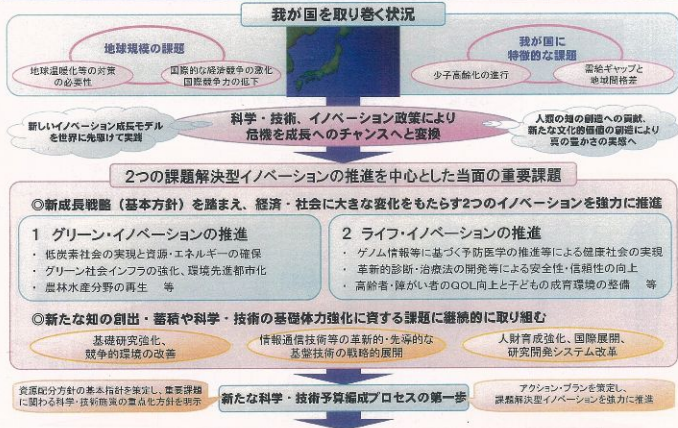 我が国を取り巻く状況
地球規模の課題
地球温暖化等の対策
の必要性
国際的な経済競争の激化
国際競争力の低下
我が国に
特徴的な課題
少子高齢化の進行
需給ギャップと
地域間格差
新しいイノベーション成長モデル
を世界に先駆けて実践
科学・技術、イノベーション政策により
危機を成長へのチャンスへと変換
人類の知の創造への貢献、
新たな文化的価値の創造により
真の豊かさの実感へ
2つの課題解決型イノベーションの推進を中心とした当面の重要課題
◎新成長戦略（基本方針）を踏まえ、経済・社会に大きな変化をもたらす2つのイノベーションを強力に推進
1 グリーン・イノベーションの推進
・ 低炭素社会の実現と資源・エネルギーの確保
・ グリーン社会インフラの強化、環境先進都市化
・ 農林水産分野の再生　等
2 ライフ・イノベーションの推進
・ ゲノム情報等に基づく予防医学の推進等による健康社会の実現
・ 革新的診断・治療法の開発等による安全性・信頼性の向上
・ 高齢者・障がい者のQOL向上と子どもの成育環境の整備　等
◎新たな知の創出・蓄積や科学・技術の基礎体力強化に資する課題に継続的に取り組む
基礎研究強化、
競争的環境の改善
情報通信技術等の革新的・先導的な
基盤技術の戦略的展開
人財育成強化、国際展開、
研究開発システム改革
資源配分方針の基本指針を策定し、重要課題
に関わる科学・技術施策の重点化方針を明示
新たな科学・技術予算編成プロセスの第一歩
アクション・プランを策定し、
課題解決型イノベーションを強力に推進